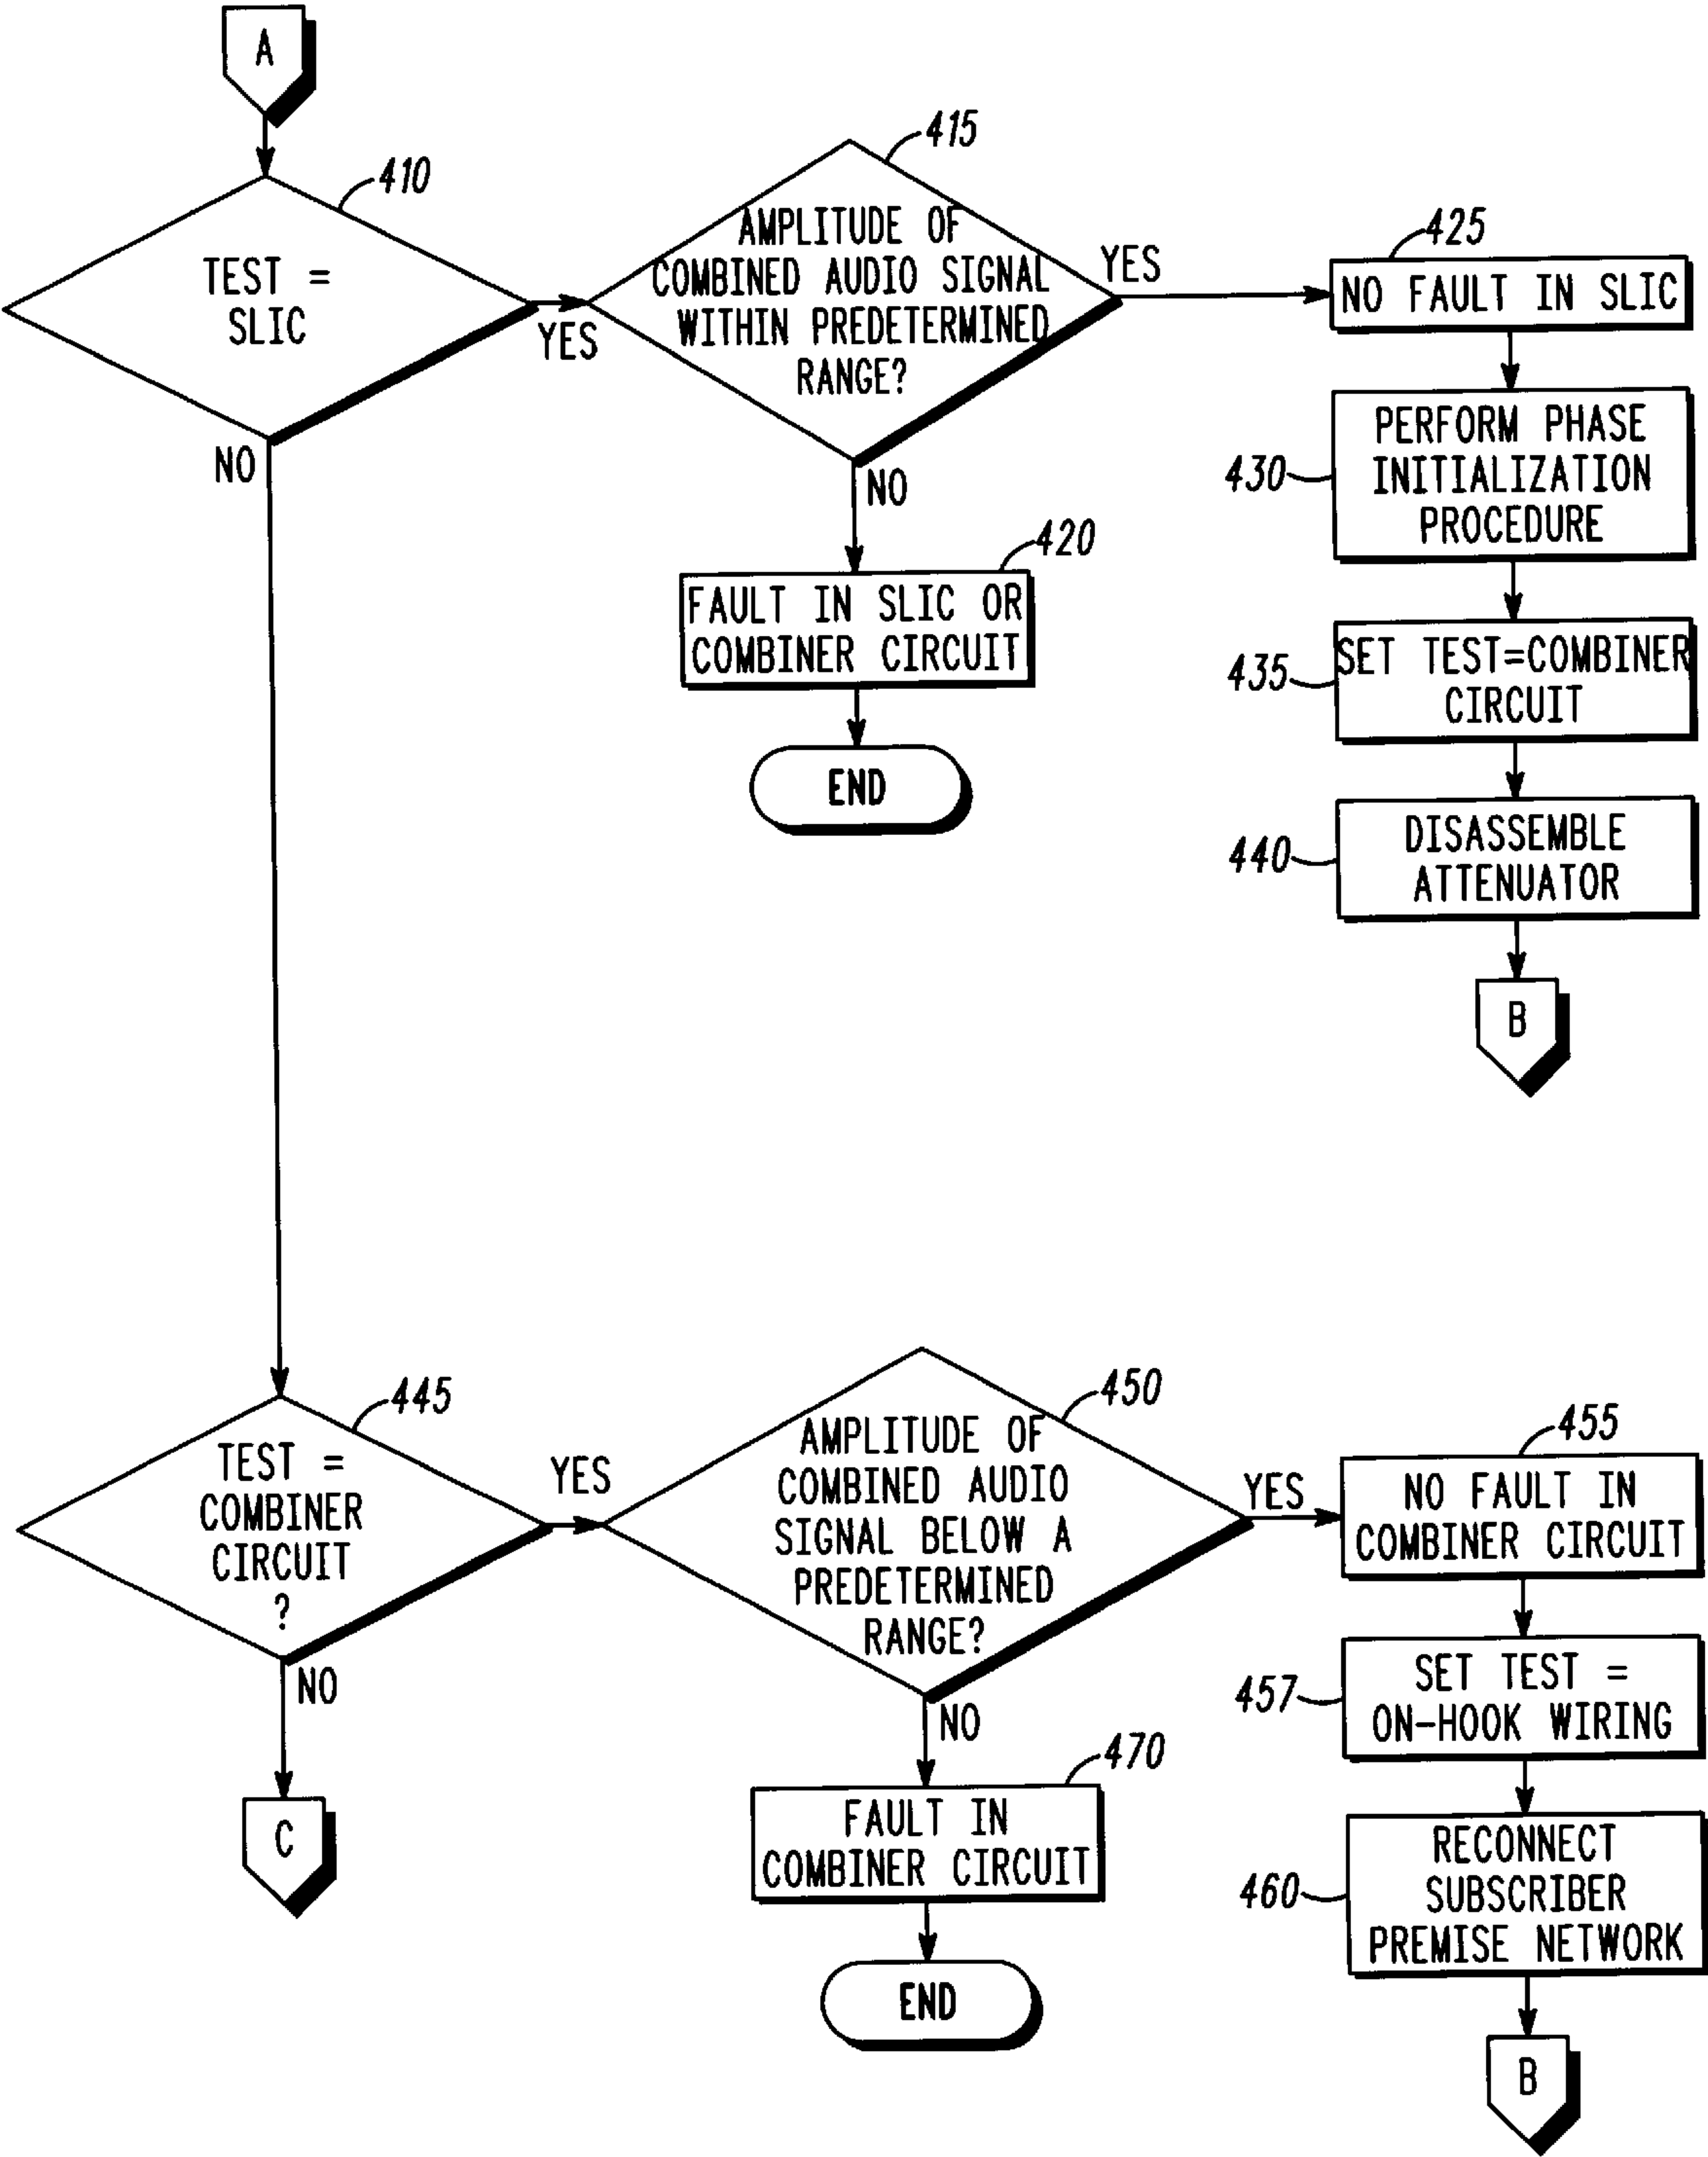 A
410
TEST =
SLIC
YES
NO
415
AMPLITUDE OF
COMBINED AUDIO SIGNAL
WITHIN PREDETERMINED
RANGE?
YES
NO
420
FAULT IN SLIC OR
COMBINER CIRCUIT
END
425
NO FAULT IN SLIC
430
PERFORM PHASE
INITIALIZATION
PROCEDURE
435
SET TEST=COMBINER
CIRCUIT
440
DISASSEMBLE
ATTENUATOR
B
445
TEST =
COMBINER
CIRCUIT
?
YES
NO
C
450
AMPLITUDE OF
COMBINED AUDIO
SIGNAL BELOW A
PREDETERMINED
RANGE?
YES
NO
470
FAULT IN
COMBINER CIRCUIT
END
455
NO FAULT IN
COMBINER CIRCUIT
457
SET TEST =
ON-HOOK WIRING
460
RECONNECT
SUBSCRIBER
PREMISE NETWORK
B